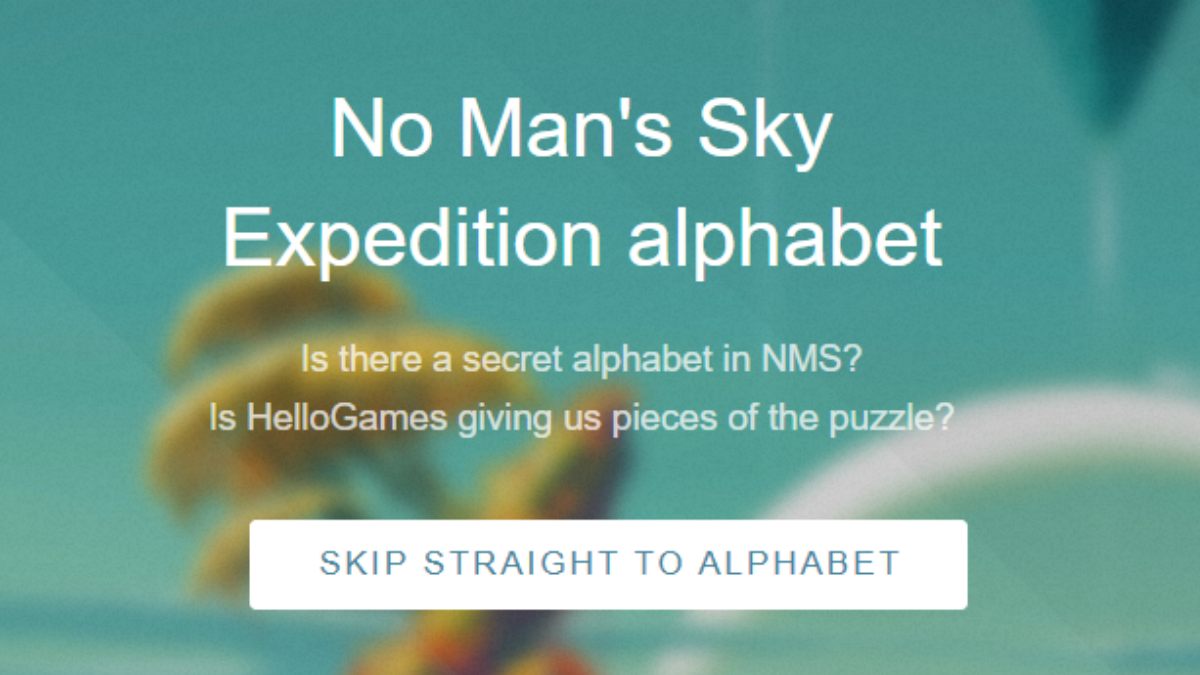 No Man's Sky
Expedition alphabet
Is there a secret alphabet in NMS?
Is HelloGames giving us pieces of the puzzle?
SKIP STRAIGHT TO ALPHABET